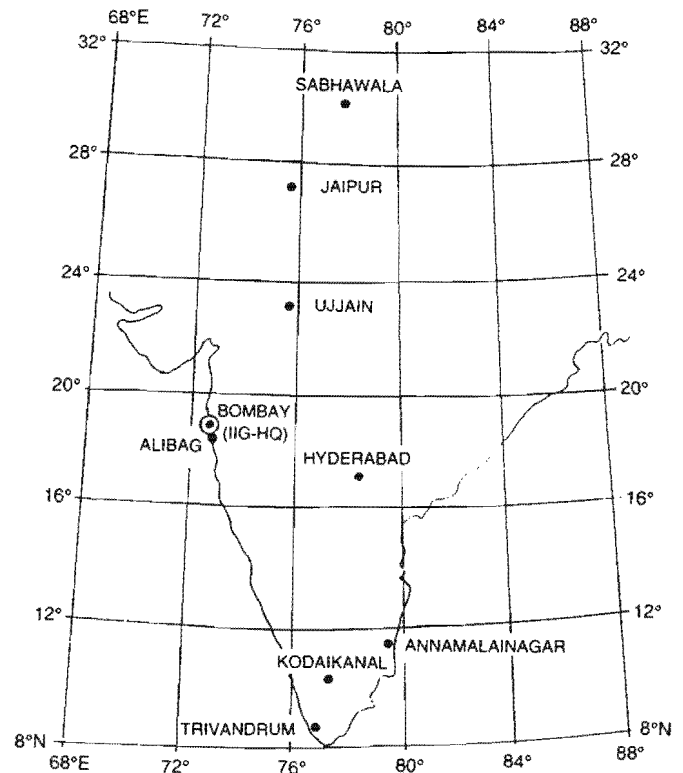 68°E 72° 76° 80° 84° 88°
32° 32°
SABHAWALA
28° 28°
JAIPUR
24° 24°
UJJAIN
20° 20°
BOMBAY
(IIG-HQ)
ALIBAG
HYDERABAD
16° 16°
12° 12°
ANNAMALAINAGAR
KODAIKANAL
TRIVANDRUM
8°N 8°N
68°E 72° 76° 80° 84° 88°